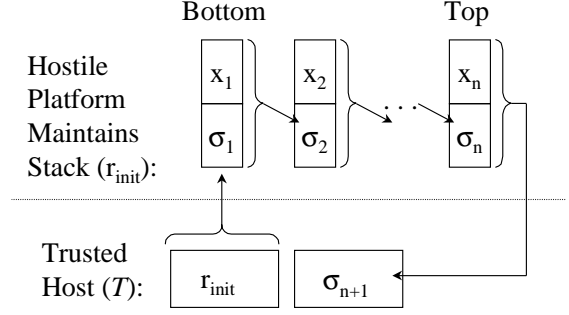 Bottom Top
Hostile
Platform
Maintains
Stack (r_init):
x_1 x_2 x_n
σ_1 σ_2 . . . σ_n
Trusted
Host (T):
r_init σ_n+1